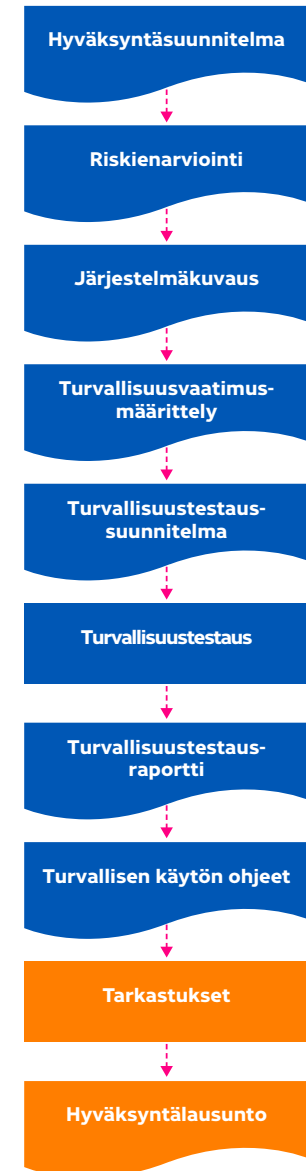 Hyväksyntäsuunnitelma
Riskienarviointi
Järjestelmäkuvaus
Turvallisuusvaatimus-
määrittely
Turvallisuustestaus-
suunnitelma
Turvallisuustestaus
Turvallisuustestaus-
raportti
Turvallisen käytön ohjeet
Tarkastukset
Hyväksyntälausunto